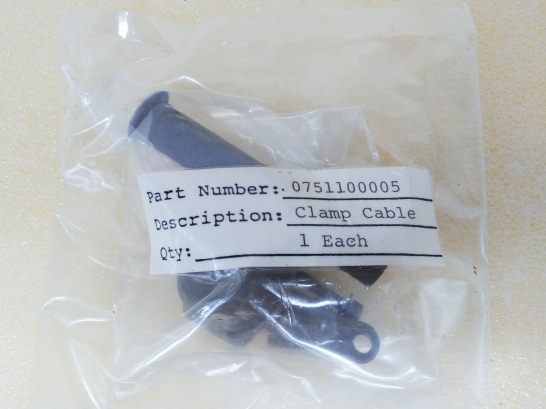 Part Number: 0751100005
Description: Clamp Cable
Qty: 1 Each